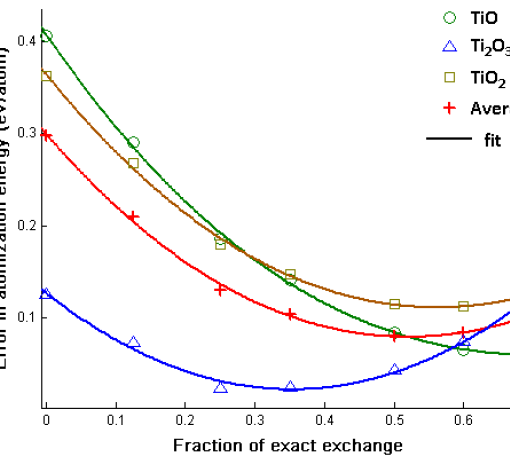 TiO
Ti₂O₃
TiO₂
Aver
fit
0.4
0.3
0.2
0.1
0 0.1 0.2 0.3 0.4 0.5 0.6
Fraction of exact exchange
Error in atomization energy (eV/atom)